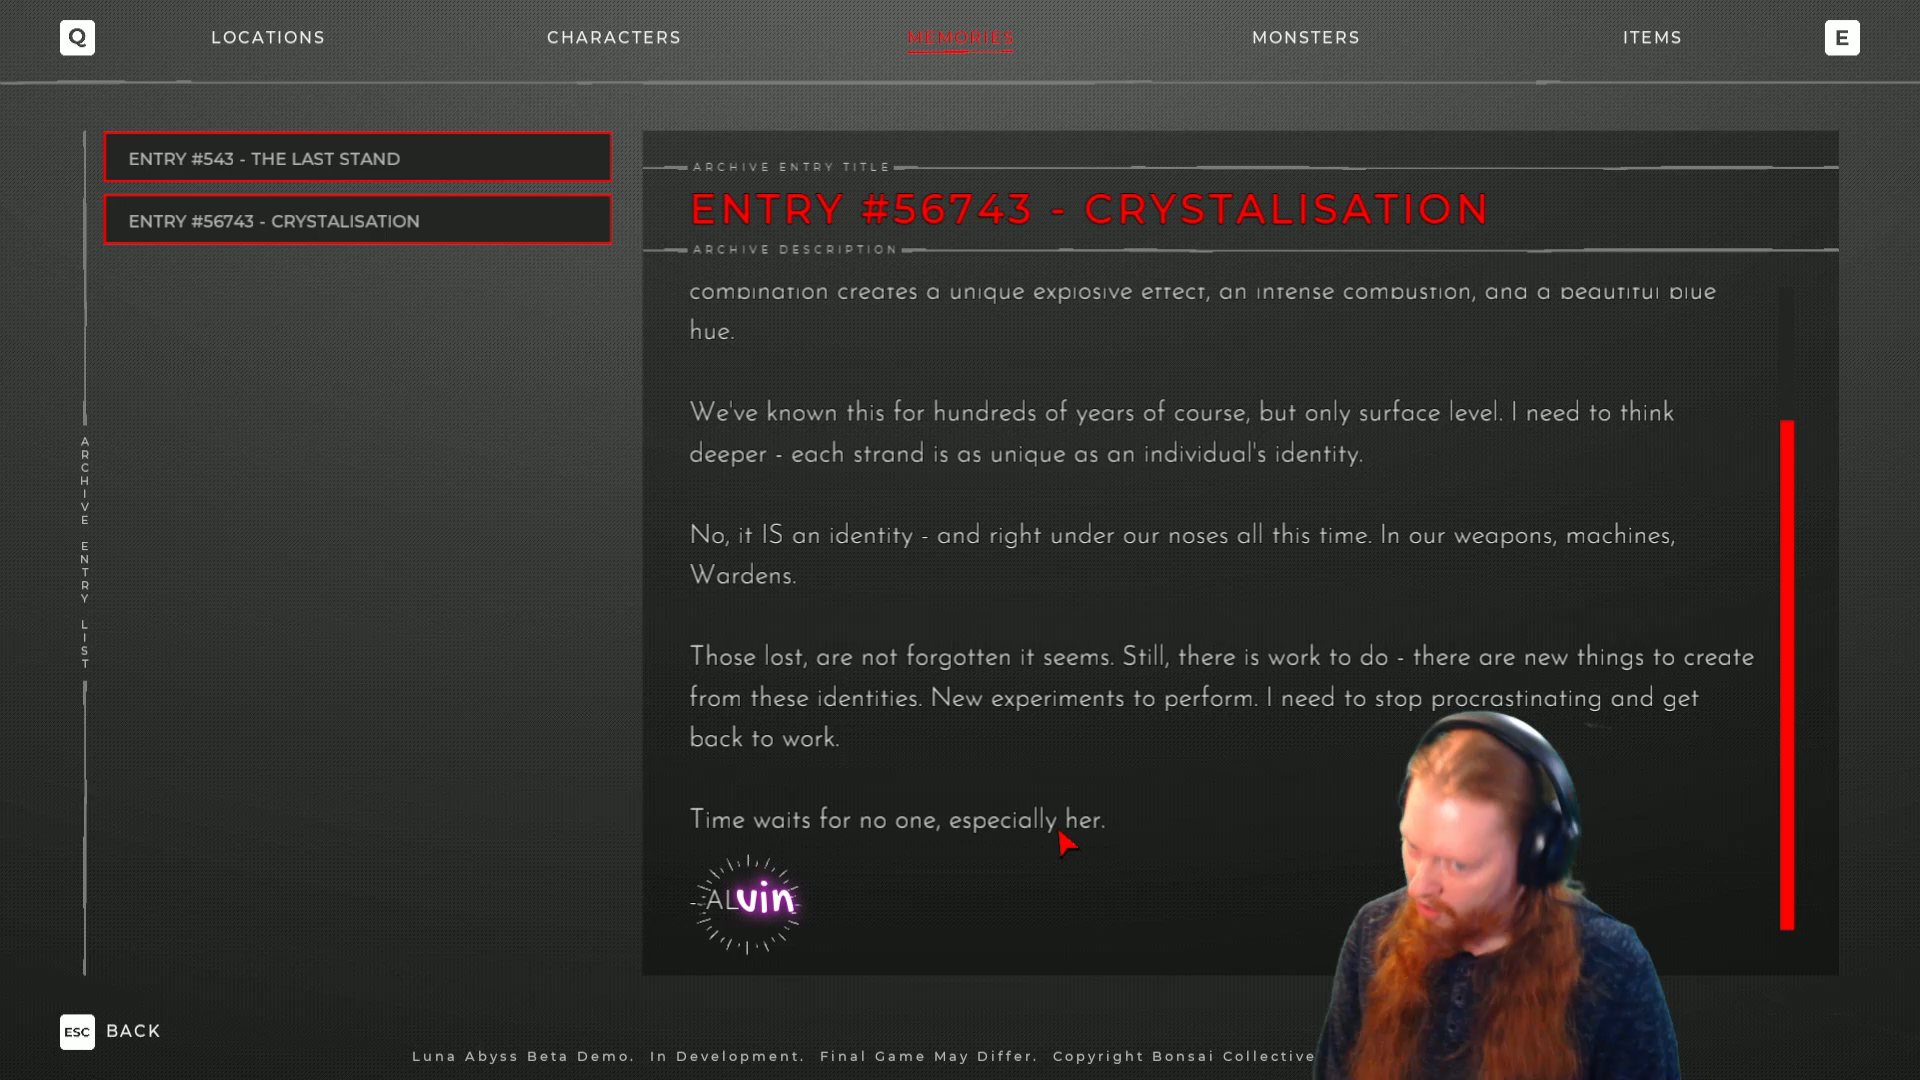 Q LOCATIONS CHARACTERS MEMORIES MONSTERS ITEMS E
ENTRY #543 - THE LAST STAND
ENTRY #56743 - CRYSTALISATION
ARCHIVE ENTRY LIST
ARCHIVE ENTRY TITLE
ENTRY #56743 - CRYSTALISATION
ARCHIVE DESCRIPTION
combination creates a unique explosive effect, an intense combustion, and a beautiful blue
hue.
We've known this for hundreds of years of course, but only surface level. I need to think
deeper - each strand is as unique as an individual's identity.
No, it IS an identity - and right under our noses all this time. In our weapons, machines,
Wardens.
Those lost, are not forgotten it seems. Still, there is work to do - there are new things to create
from these identities. New experiments to perform. I need to stop procrastinating and get
back to work.
Time waits for no one, especially her.
- ALvin
ESC BACK
Luna Abyss Beta Demo. In Development. Final Game May Differ. Copyright Bonsai Collective